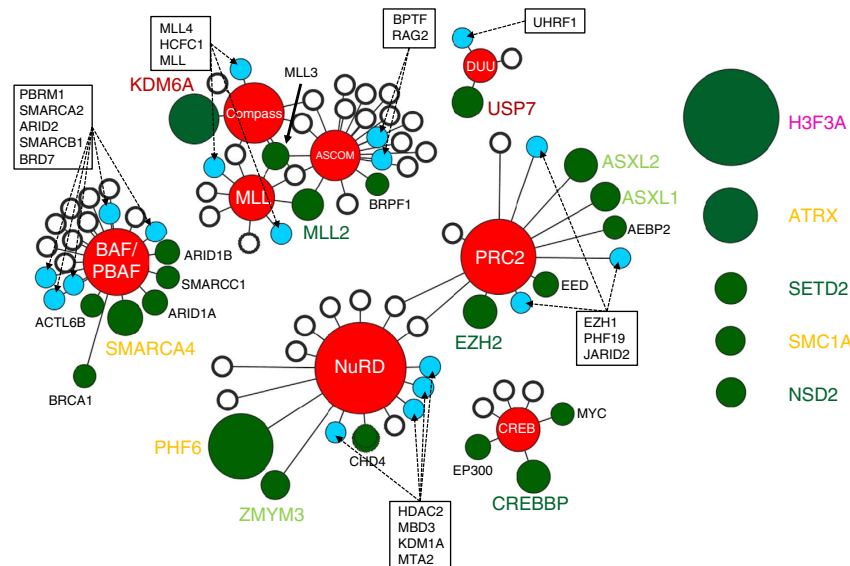 MLL4
HCFC1
MLL
BPTF
RAG2
UHRF1
DUU
USP7
KDM6A
MLL3
Compass
ASCOM
MLL
MLL2
BRPF1
PBRM1
SMARCA2
ARID2
SMARCB1
BRD7
BAF/
PBAF
ARID1B
SMARCC1
ARID1A
ACTL6B
SMARCA4
BRCA1
ASXL2
ASXL1
AEBP2
PRC2
EED
EZH2
EZH1
PHF19
JARID2
NuRD
PHF6
CHD4
ZMYM3
HDAC2
MBD3
KDM1A
MTA2
CREB
MYC
EP300
CREBBP
H3F3A
ATRX
SETD2
SMC1A
NSD2